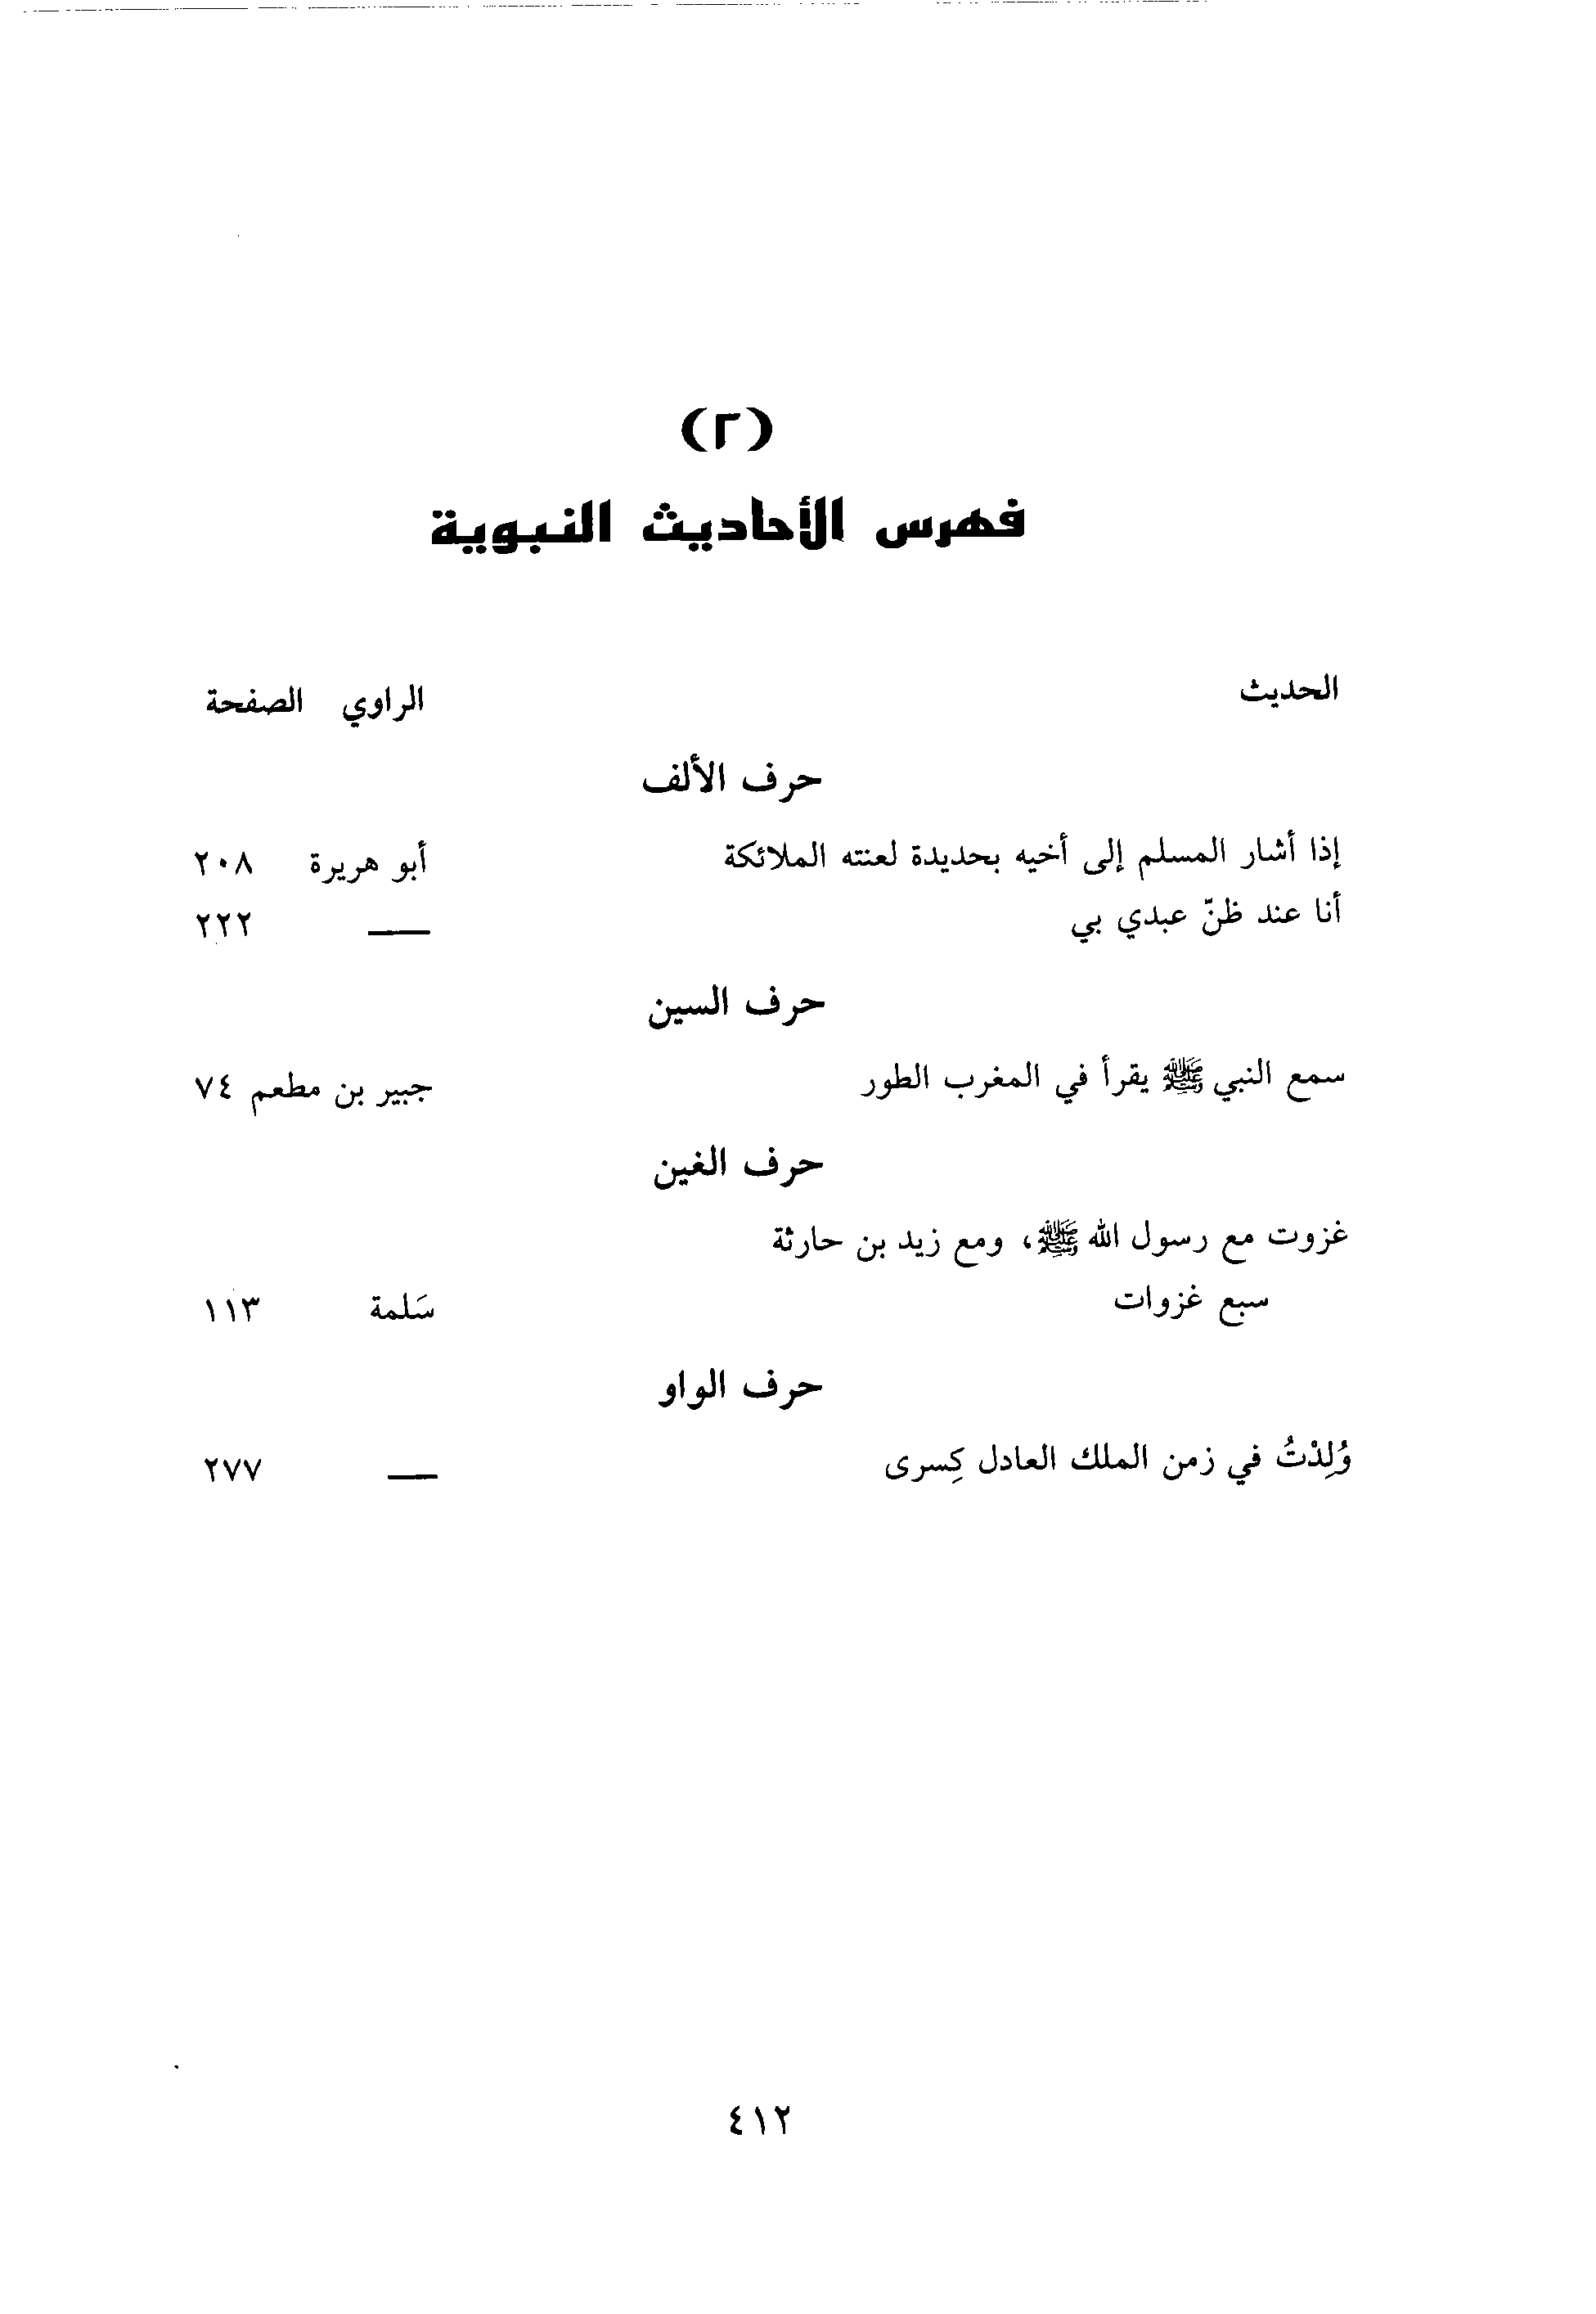 (٢)
فهرس الأحاديث النبوية
الحديث الراوي الصفحة
حرف الألف
إذا أشار المسلم إلى أخيه بحديدة لعنته الملائكة أبو هريرة ٢٠٨
أنا عند ظنّ عبدي بي — ٢٢٢
حرف السين
سمع النبي ﷺ يقرأ في المغرب الطور جبير بن مطعم ٧٤
حرف الغين
غزوت مع رسول الله ﷺ، ومع زيد بن حارثة
سبع غزوات سَلمة ١١٣
حرف الواو
وُلِدْتُ في زمن الملك العادل كِسرى — ٢٧٧
٤١٢